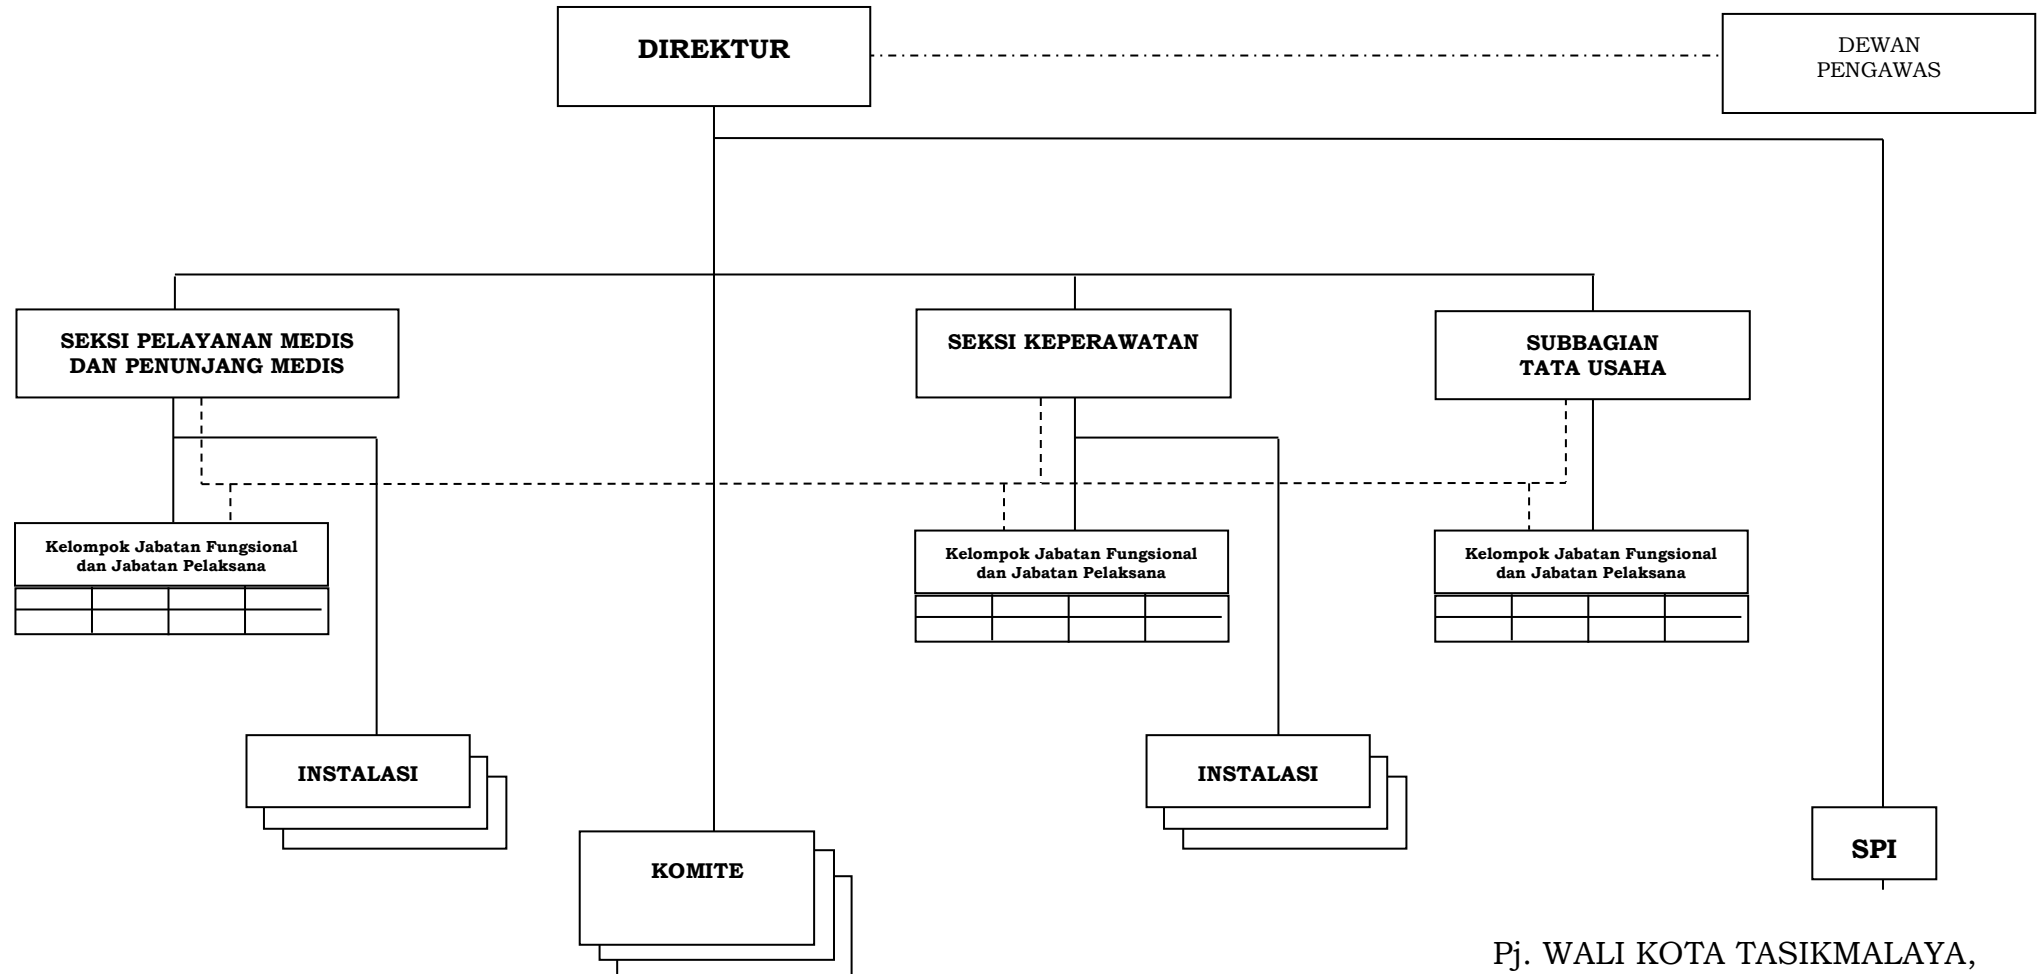 DIREKTUR
DEWAN
PENGAWAS
SEKSI PELAYANAN MEDIS
DAN PENUNJANG MEDIS
SEKSI KEPERAWATAN
SUBBAGIAN
TATA USAHA
Kelompok Jabatan Fungsional
dan Jabatan Pelaksana
Kelompok Jabatan Fungsional
dan Jabatan Pelaksana
Kelompok Jabatan Fungsional
dan Jabatan Pelaksana
INSTALASI
INSTALASI
KOMITE
SPI
Pj. WALI KOTA TASIKMALAYA,